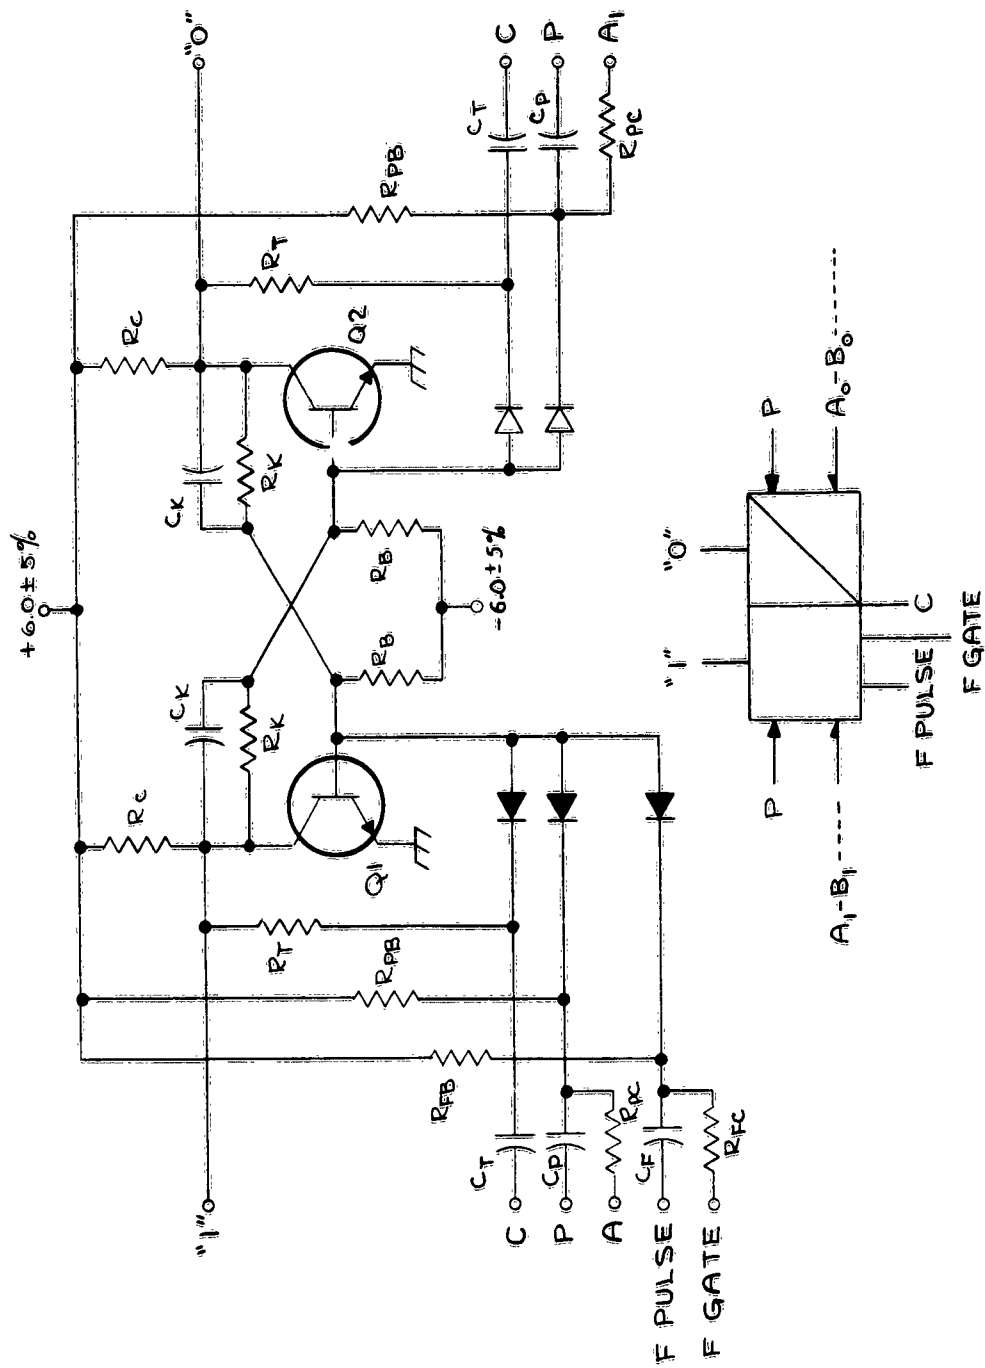 "1"
+6.0±5%
"0"
RC
RC
CK
CK
RK
RK
RT
RT
Q1
Q2
RPB
RPB
RFB
RB
RB
-6.0±5%
CT
CT
C
C
CP
CP
P
P
RPC
RPC
A
A1
CF
F PULSE
RFC
F GATE
"1"
"0"
P
P
A1-B1
A0-B0
F PULSE
C
F GATE